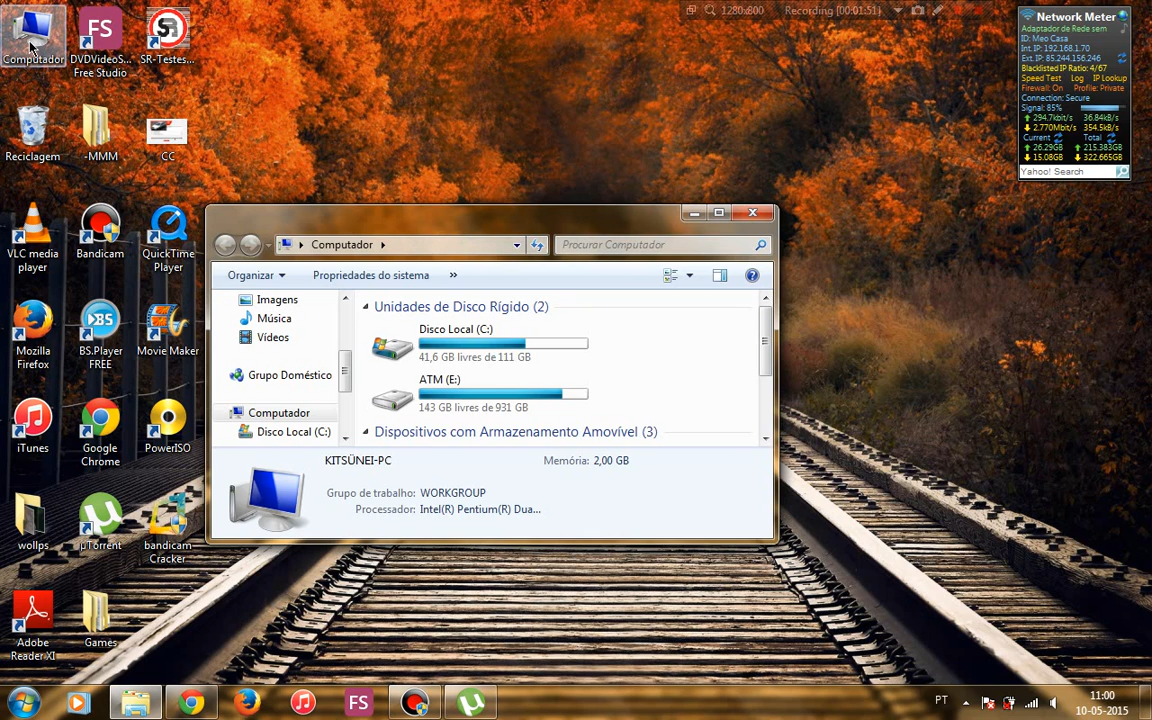 1280x800
Recording [00:01:51]
Computador
DVDVideoS...
Free Studio
SR-Testes...
Reciclagem
-MMM
CC
VLC media
player
Bandicam
QuickTime
Player
Mozilla
Firefox
BS.Player
FREE
Movie Maker
iTunes
Google
Chrome
PowerISO
wollps
µTorrent
bandicam
Cracker
Adobe
Reader XI
Games
Network Meter
Adaptador de Rede sem
ID: Meo Casa
Int. IP: 192.168.1.70
Ext. IP: 85.244.156.246
Blacklisted IP Ratio: 4/67
Speed Test Log IP Lookup
Firewall: On Profile: Private
Connection: Secure
Signal: 85%
294.7kbit/s 36.84kB/s
2.770Mbit/s 354.5kB/s
Current Total
26.29GB 215.383GB
15.08GB 322.665GB
Yahoo! Search
Computador
Procurar Computador
Organizar
Propriedades do sistema
»
Imagens
Música
Vídeos
Grupo Doméstico
Computador
Disco Local (C:)
Unidades de Disco Rígido (2)
Disco Local (C:)
41,6 GB livres de 111 GB
ATM (E:)
143 GB livres de 931 GB
Dispositivos com Armazenamento Amovível (3)
KITSÜNEI-PC
Memória: 2,00 GB
Grupo de trabalho: WORKGROUP
Processador: Intel(R) Pentium(R) Dua...
FS
FS
PT
11:00
10-05-2015